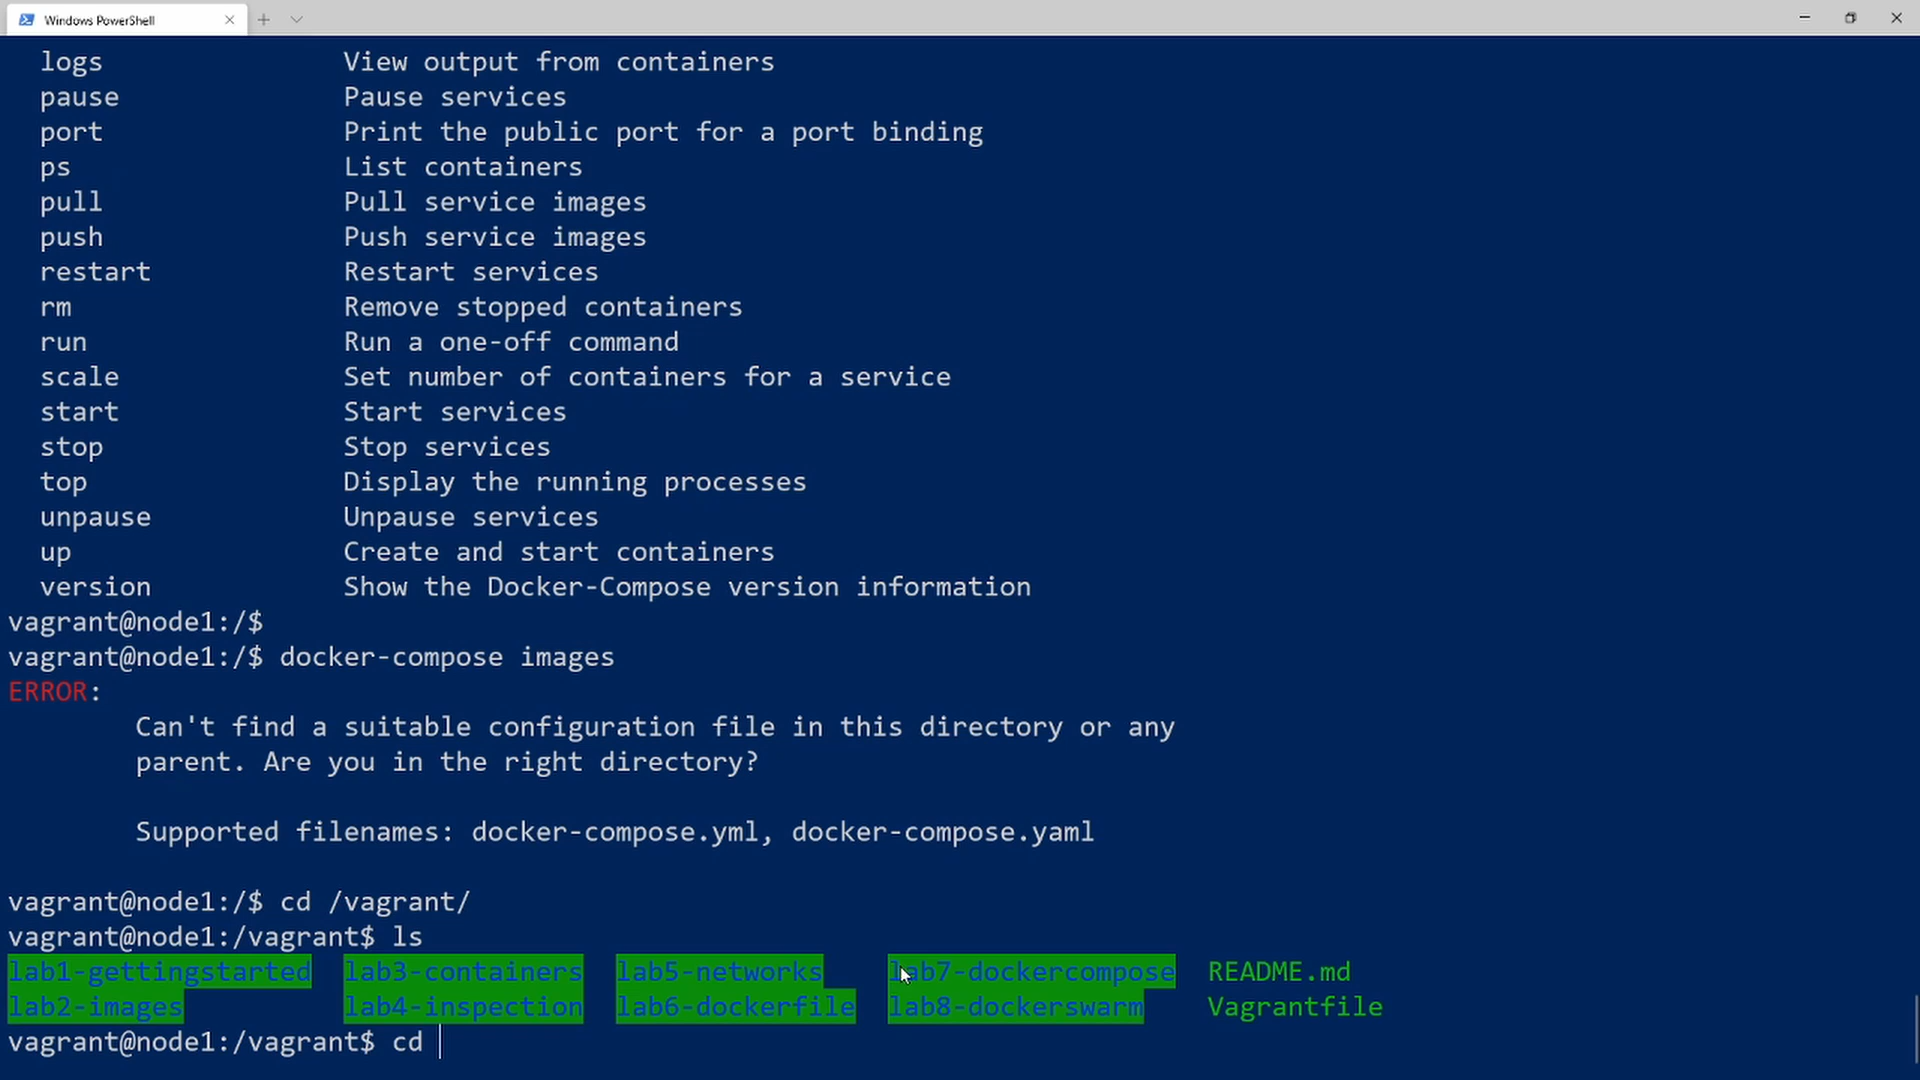 Windows PowerShell
logs View output from containers
pause Pause services
port Print the public port for a port binding
ps List containers
pull Pull service images
push Push service images
restart Restart services
rm Remove stopped containers
run Run a one-off command
scale Set number of containers for a service
start Start services
stop Stop services
top Display the running processes
unpause Unpause services
up Create and start containers
version Show the Docker-Compose version information
vagrant@node1:/$
vagrant@node1:/$ docker-compose images
ERROR:
Can't find a suitable configuration file in this directory or any
parent. Are you in the right directory?
Supported filenames: docker-compose.yml, docker-compose.yaml
vagrant@node1:/$ cd /vagrant/
vagrant@node1:/vagrant$ ls
lab1-gettingstarted lab3-containers lab5-networks lab7-dockercompose README.md
lab2-images lab4-inspection lab6-dockerfile lab8-dockerswarm Vagrantfile
vagrant@node1:/vagrant$ cd